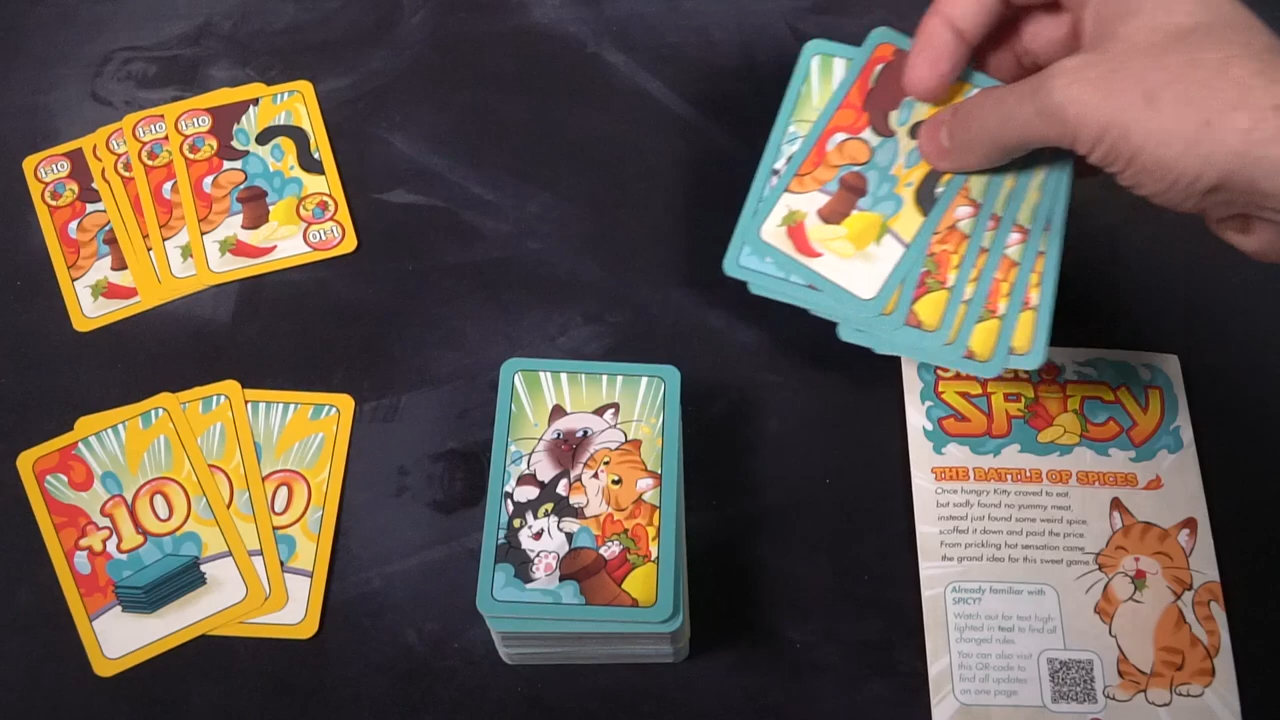 1-10
1-10
1-10
1-10
+10
0
SPICY
THE BATTLE OF SPICES
Once hungry Kitty craved to eat,
but sadly found no yummy meat,
instead just found some weird spice,
scoffed it down and paid the price.
From prickling hot sensation came
the grand idea for this sweet game.
Already familiar with
SPICY?
Watch out for text high-
lighted in teal to find all
changed rules.
You can also visit
this QR-code to
find all updates
on one page.